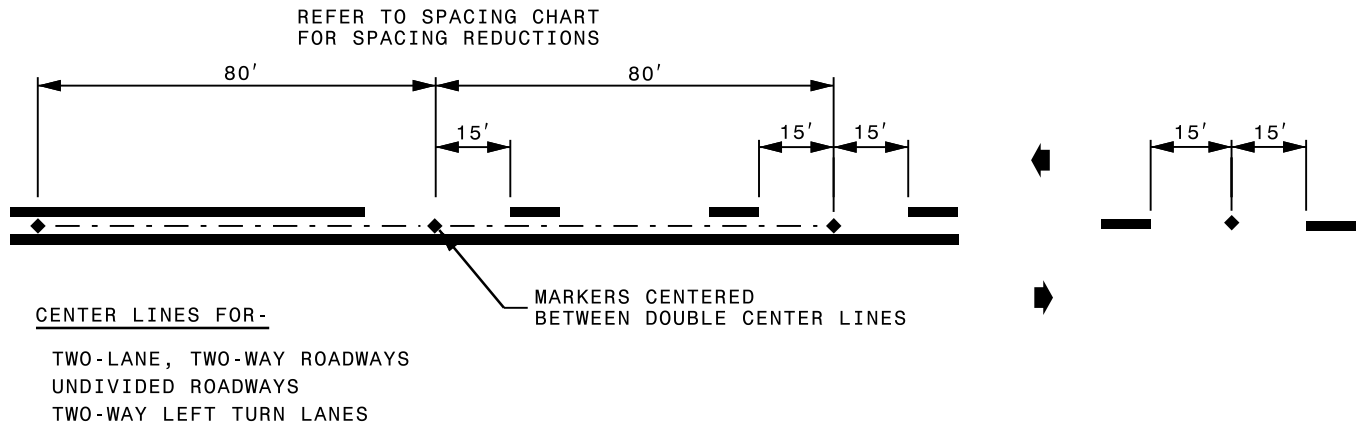 REFER TO SPACING CHART
FOR SPACING REDUCTIONS
80'
80'
15'
15'
15'
15'
15'
MARKERS CENTERED
BETWEEN DOUBLE CENTER LINES
CENTER LINES FOR-
TWO-LANE, TWO-WAY ROADWAYS
UNDIVIDED ROADWAYS
TWO-WAY LEFT TURN LANES